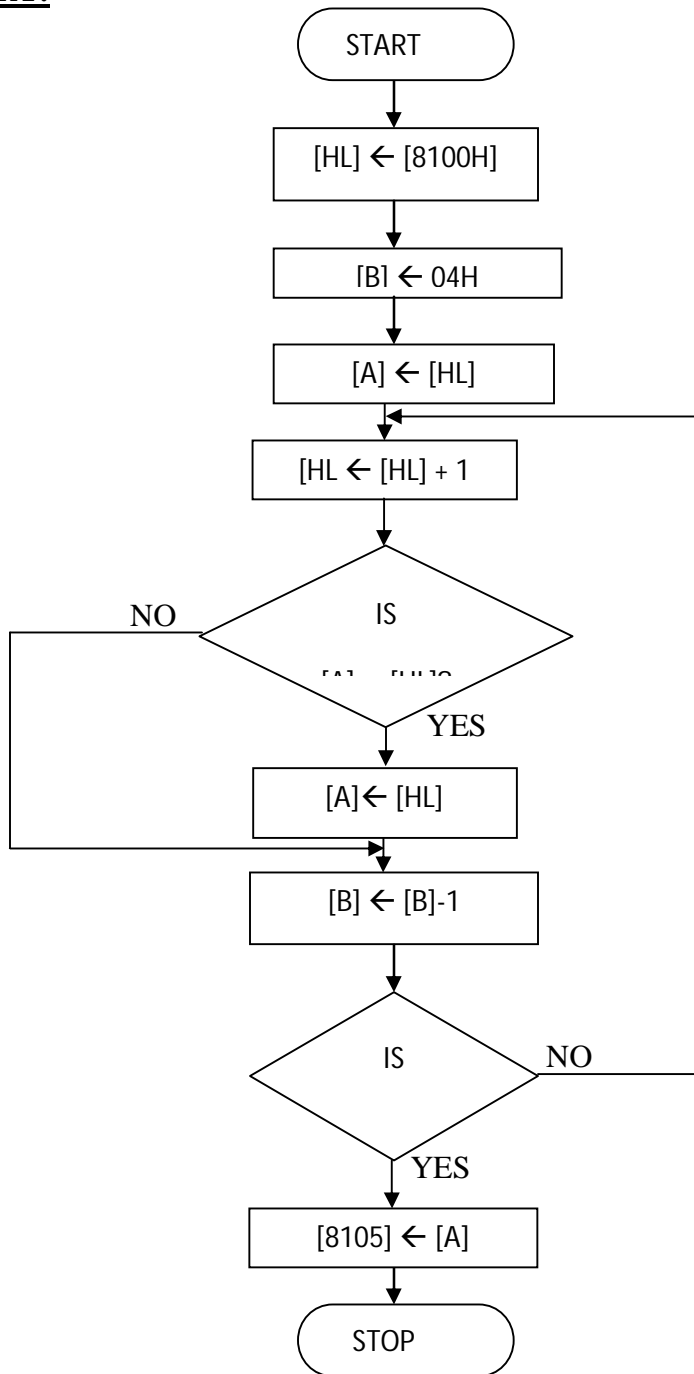 START
[HL] ← [8100H]
[B] ← 04H
[A] ← [HL]
[HL ← [HL] + 1
NO
IS
YES
[A] ← [HL]
[B] ← [B]-1
IS
NO
YES
[8105] ← [A]
STOP